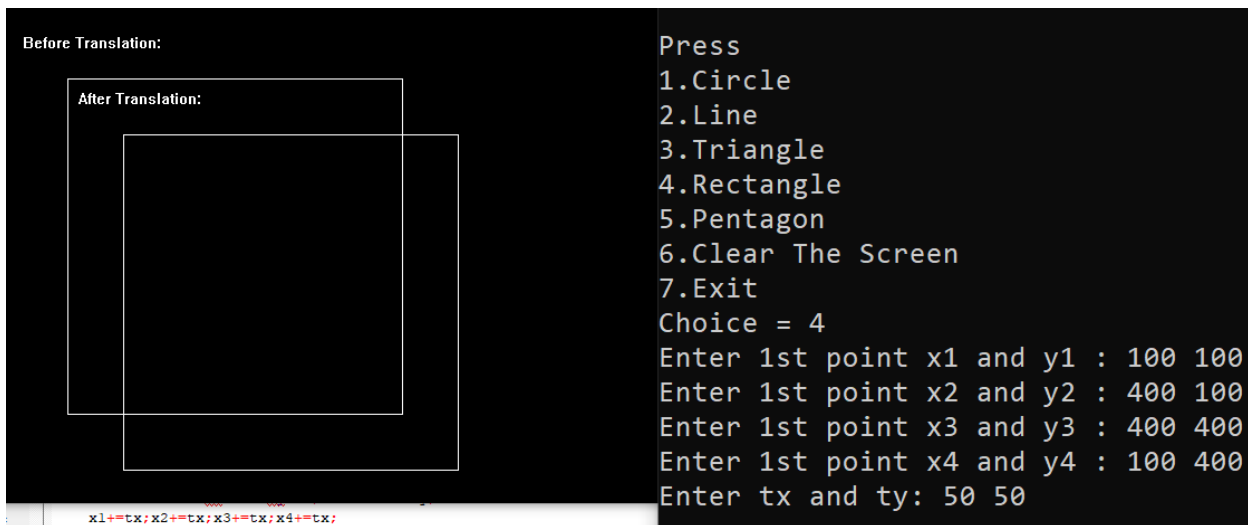 Before Translation:
After Translation:
Press
1.Circle
2.Line
3.Triangle
4.Rectangle
5.Pentagon
6.Clear The Screen
7.Exit
Choice = 4
Enter 1st point x1 and y1 : 100 100
Enter 1st point x2 and y2 : 400 100
Enter 1st point x3 and y3 : 400 400
Enter 1st point x4 and y4 : 100 400
Enter tx and ty: 50 50
x1+=tx;x2+=tx;x3+=tx;x4+=tx;